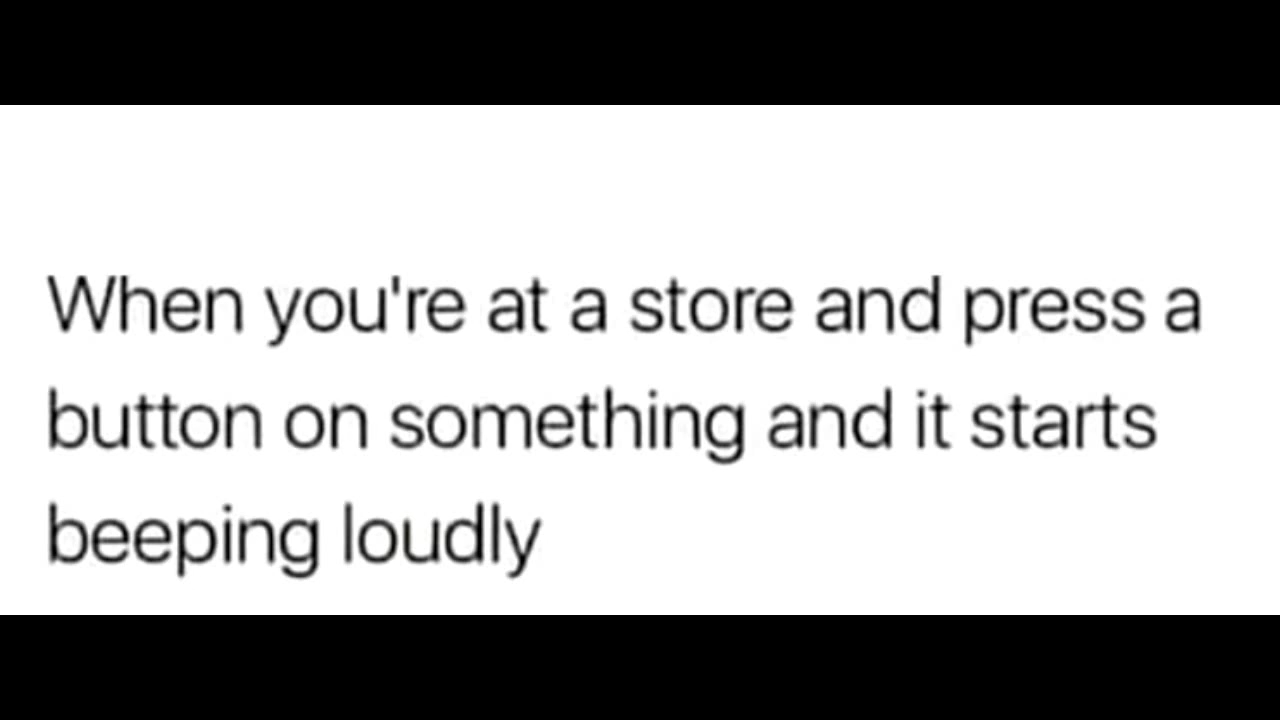 When you're at a store and press a
button on something and it starts
beeping loudly